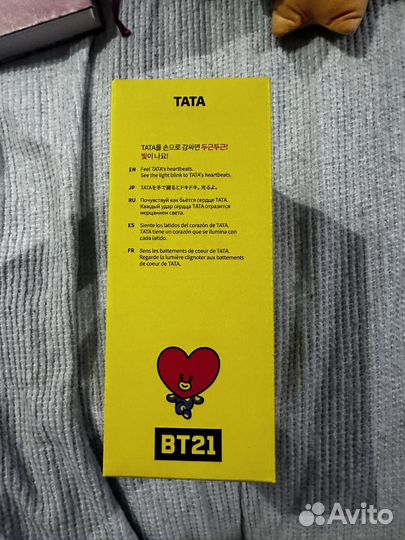 TATA
TATA를 손으로 감싸면 두근두근!
빛이 나요!
EN Feel TATA's heartbeats.
See the light blink to TATA's heartbeats.
JP TATAを手で握るとドキドキ。光るよ。
RU Почувствуй как бьётся сердце TATA.
Каждый удар сердца TATA отразится
мерцанием света.
ES Siente los latidos del corazón de TATA.
TATA tiene un corazón que se ilumina con
cada latido.
FR Sens les battements de coeur de TATA.
Regarde la lumière clignoter aux battements
de coeur de TATA.
BT21
Avito